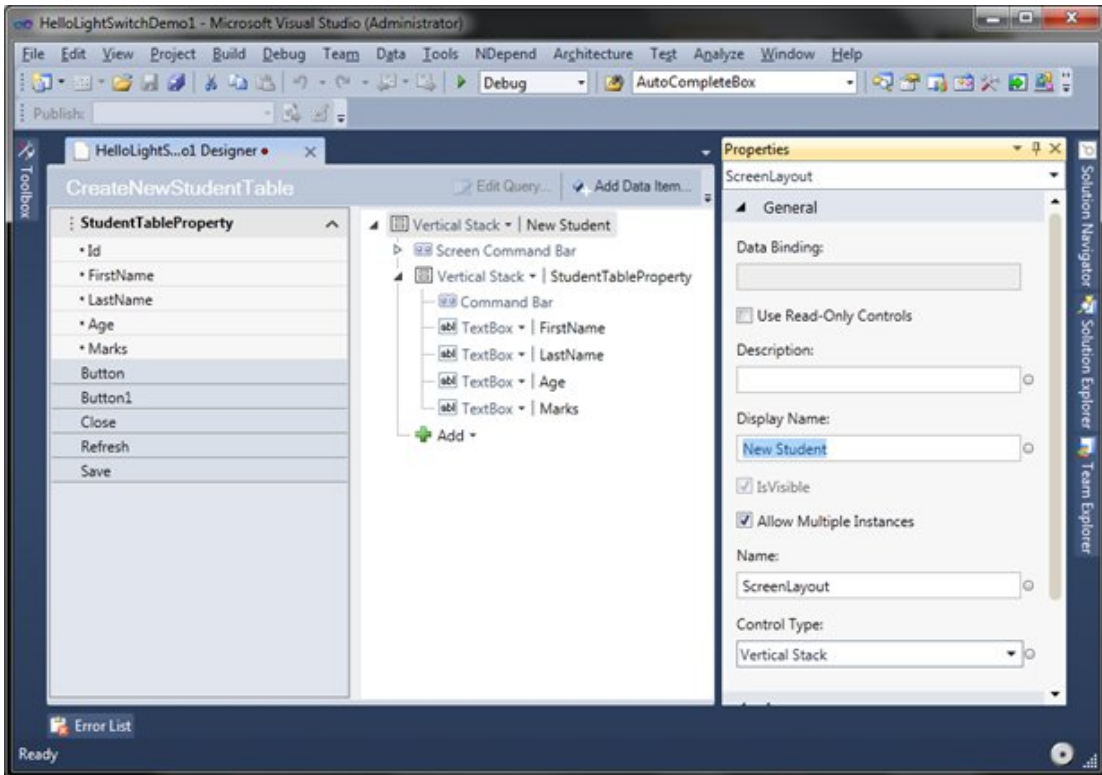 HelloLightSwitchDemo1 - Microsoft Visual Studio (Administrator)
File Edit View Project Build Debug Team Data Tools NDepend Architecture Test Analyze Window Help
Debug AutoCompleteBox
Publish:
Toolbox
HelloLightS...o1 Designer
CreateNewStudentTable
Edit Query... Add Data Item...
StudentTableProperty
Id
FirstName
LastName
Age
Marks
Button
Button1
Close
Refresh
Save
Vertical Stack | New Student
Screen Command Bar
Vertical Stack | StudentTableProperty
Command Bar
abl TextBox | FirstName
abl TextBox | LastName
abl TextBox | Age
abl TextBox | Marks
Add
Properties
ScreenLayout
General
Data Binding:
Use Read-Only Controls
Description:
Display Name:
New Student
IsVisible
Allow Multiple Instances
Name:
ScreenLayout
Control Type:
Vertical Stack
Solution Navigator
Solution Explorer
Team Explorer
Error List
Ready